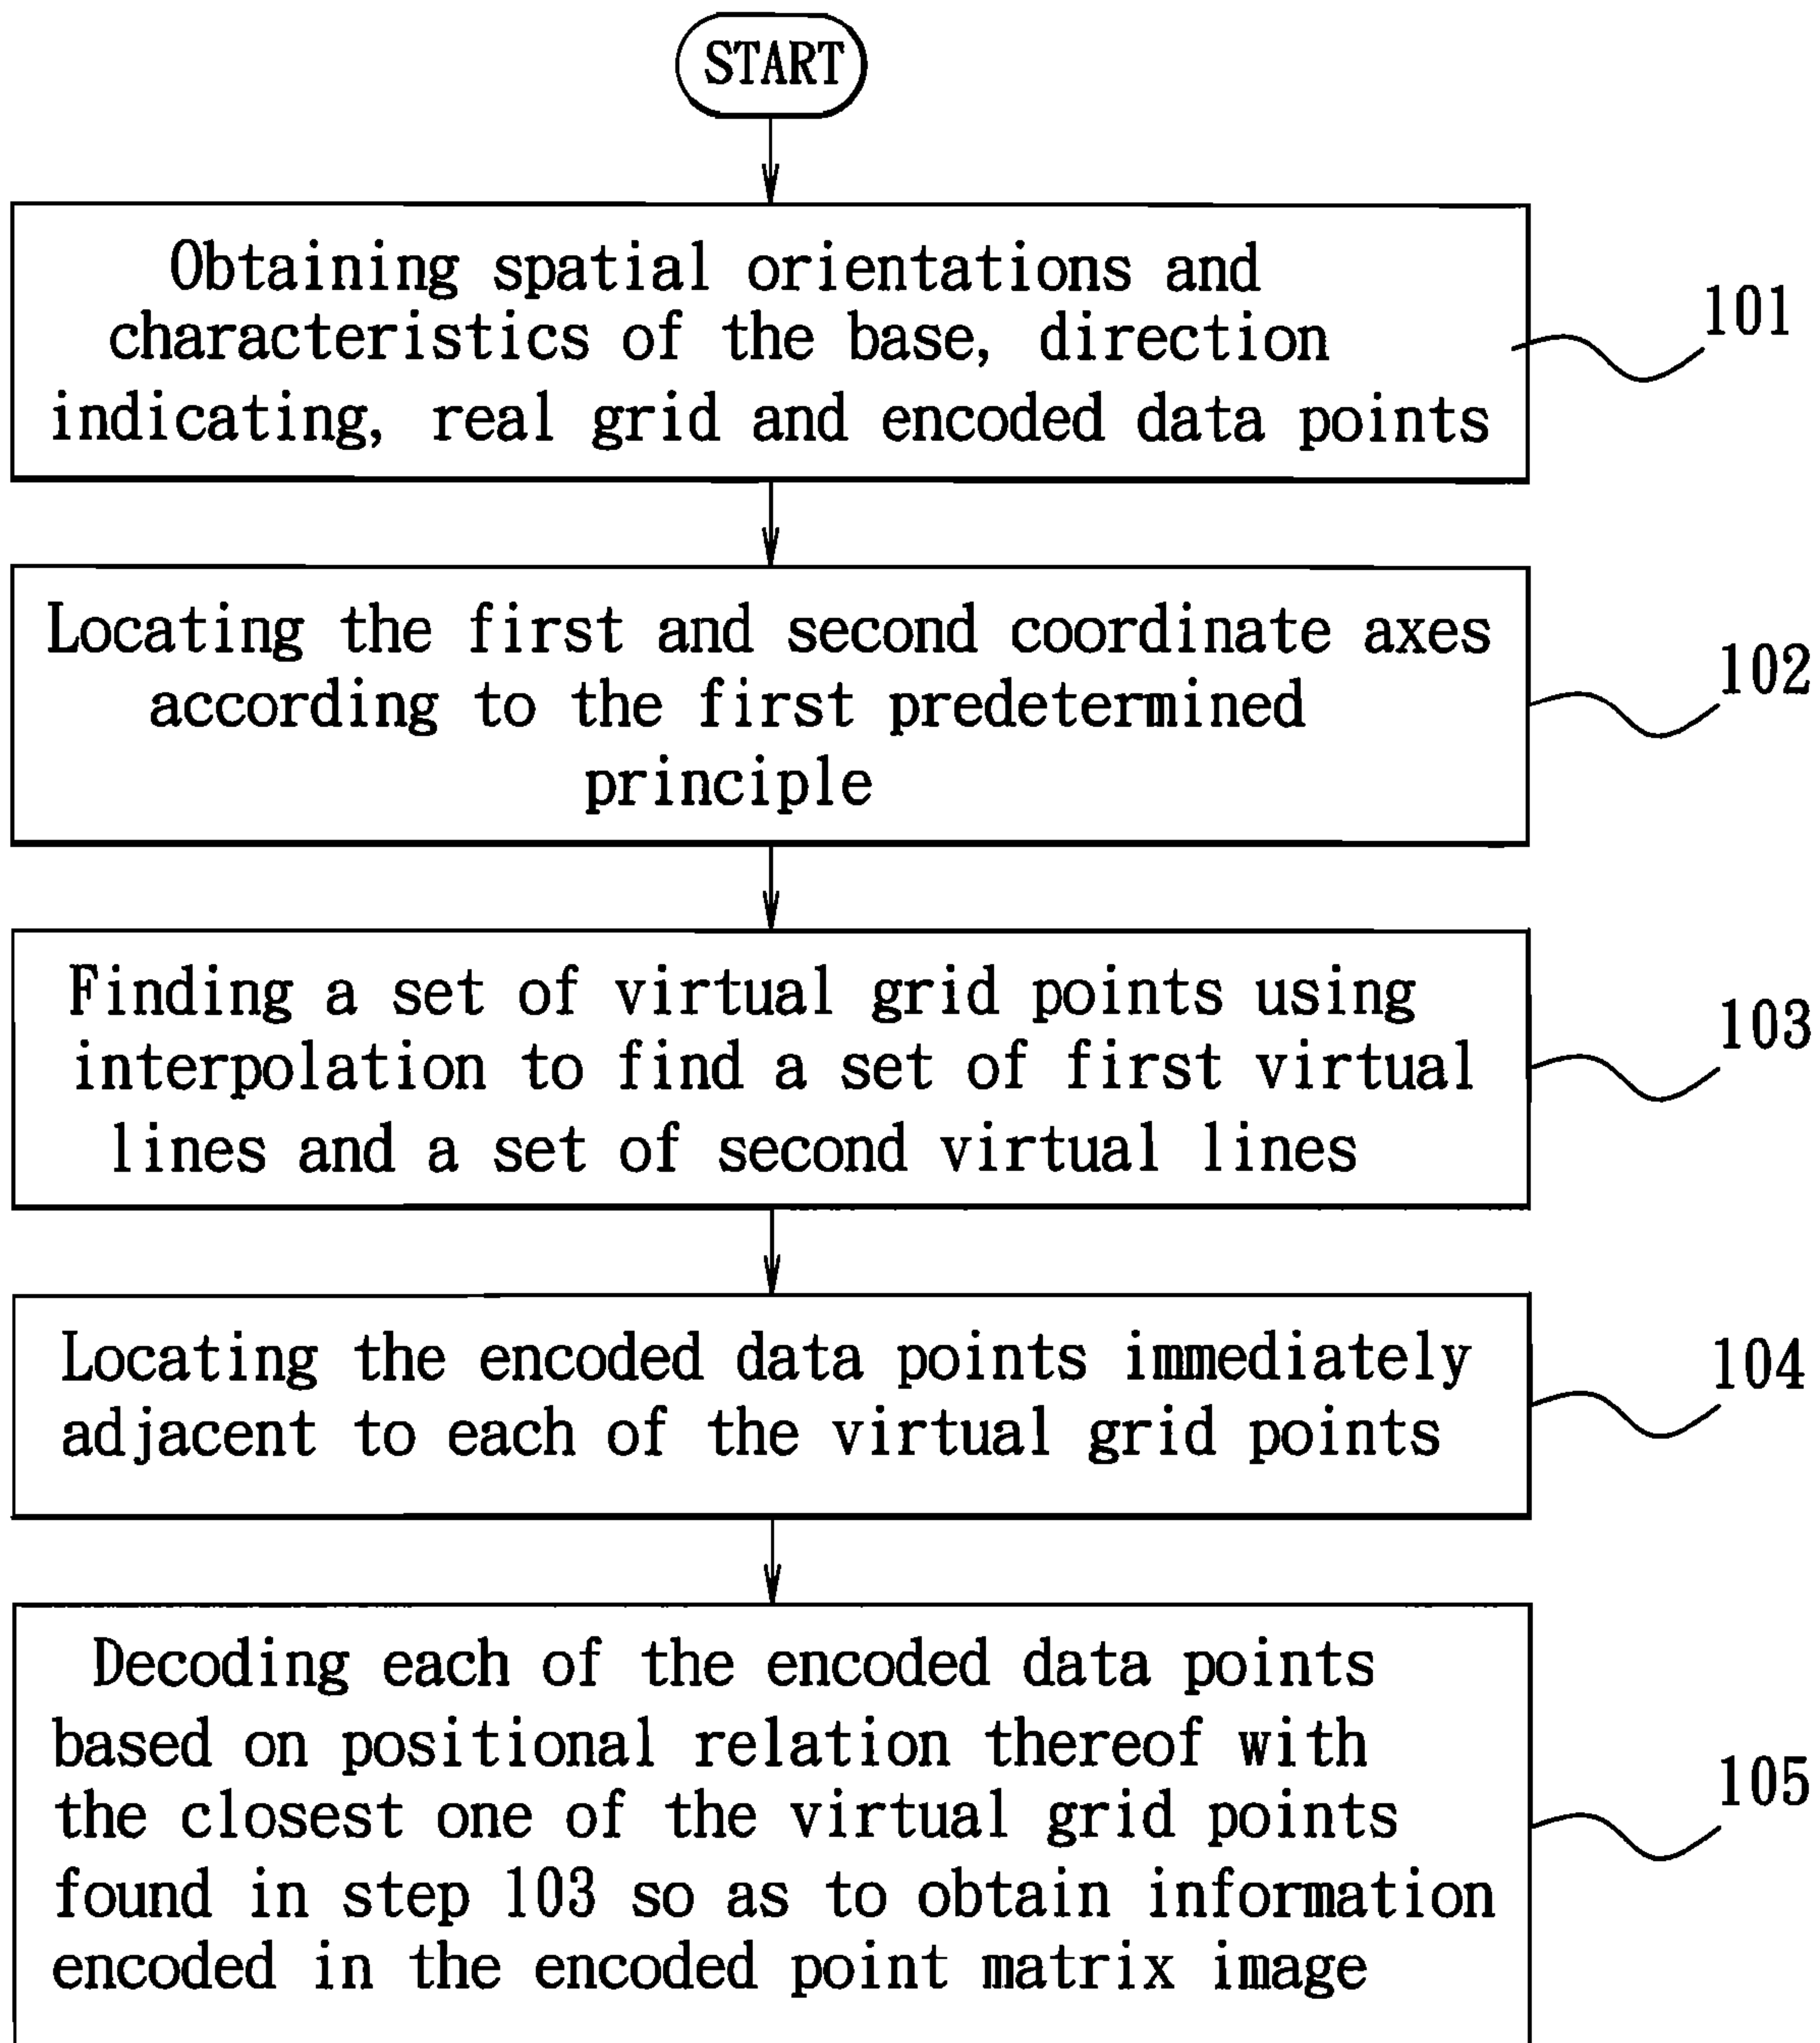 START
Obtaining spatial orientations and
characteristics of the base, direction
indicating, real grid and encoded data points
101
Locating the first and second coordinate axes
according to the first predetermined
principle
102
Finding a set of virtual grid points using
interpolation to find a set of first virtual
lines and a set of second virtual lines
103
Locating the encoded data points immediately
adjacent to each of the virtual grid points
104
Decoding each of the encoded data points
based on positional relation thereof with
the closest one of the virtual grid points
found in step 103 so as to obtain information
encoded in the encoded point matrix image
105